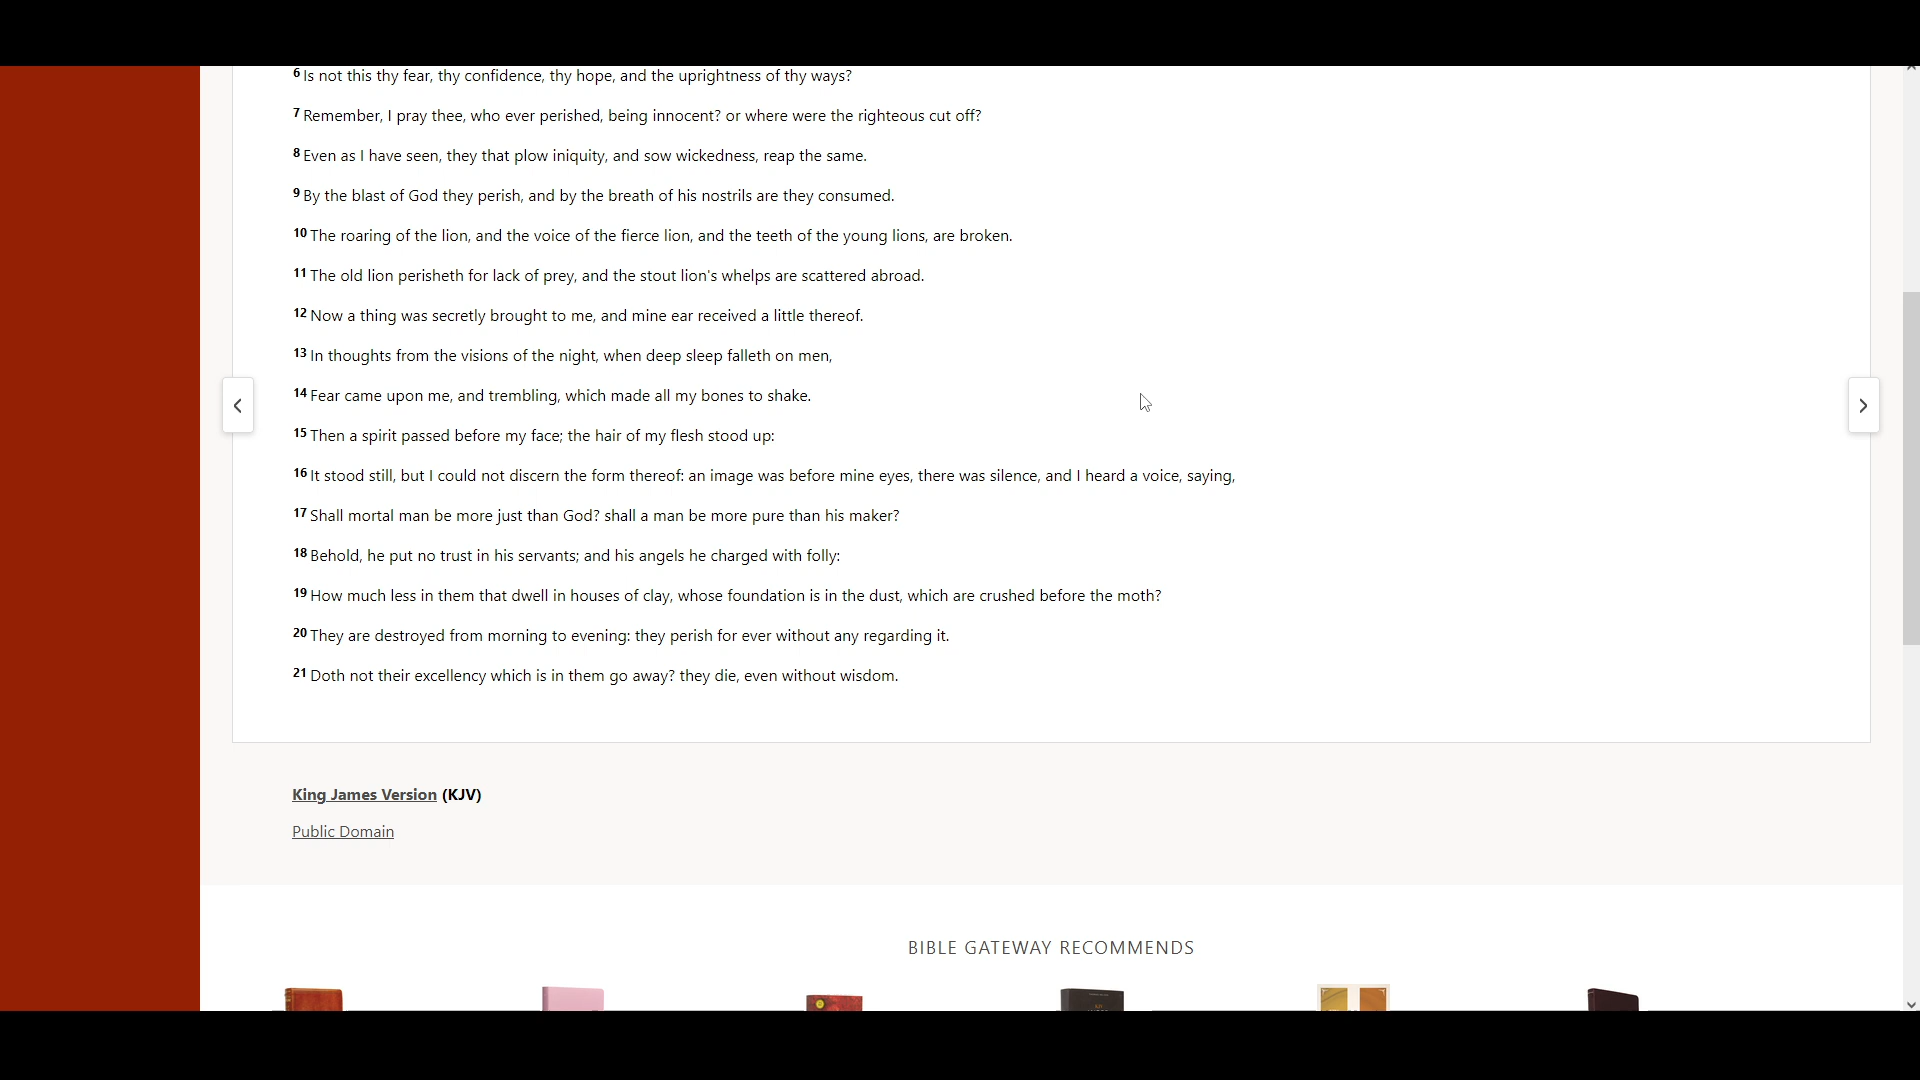 6 Is not this thy fear, thy confidence, thy hope, and the uprightness of thy ways?
7 Remember, I pray thee, who ever perished, being innocent? or where were the righteous cut off?
8 Even as I have seen, they that plow iniquity, and sow wickedness, reap the same.
9 By the blast of God they perish, and by the breath of his nostrils are they consumed.
10 The roaring of the lion, and the voice of the fierce lion, and the teeth of the young lions, are broken.
11 The old lion perisheth for lack of prey, and the stout lion's whelps are scattered abroad.
12 Now a thing was secretly brought to me, and mine ear received a little thereof.
13 In thoughts from the visions of the night, when deep sleep falleth on men,
14 Fear came upon me, and trembling, which made all my bones to shake.
15 Then a spirit passed before my face; the hair of my flesh stood up:
16 It stood still, but I could not discern the form thereof: an image was before mine eyes, there was silence, and I heard a voice, saying,
17 Shall mortal man be more just than God? shall a man be more pure than his maker?
18 Behold, he put no trust in his servants; and his angels he charged with folly:
19 How much less in them that dwell in houses of clay, whose foundation is in the dust, which are crushed before the moth?
20 They are destroyed from morning to evening: they perish for ever without any regarding it.
21 Doth not their excellency which is in them go away? they die, even without wisdom.
King James Version (KJV)
Public Domain
BIBLE GATEWAY RECOMMENDS